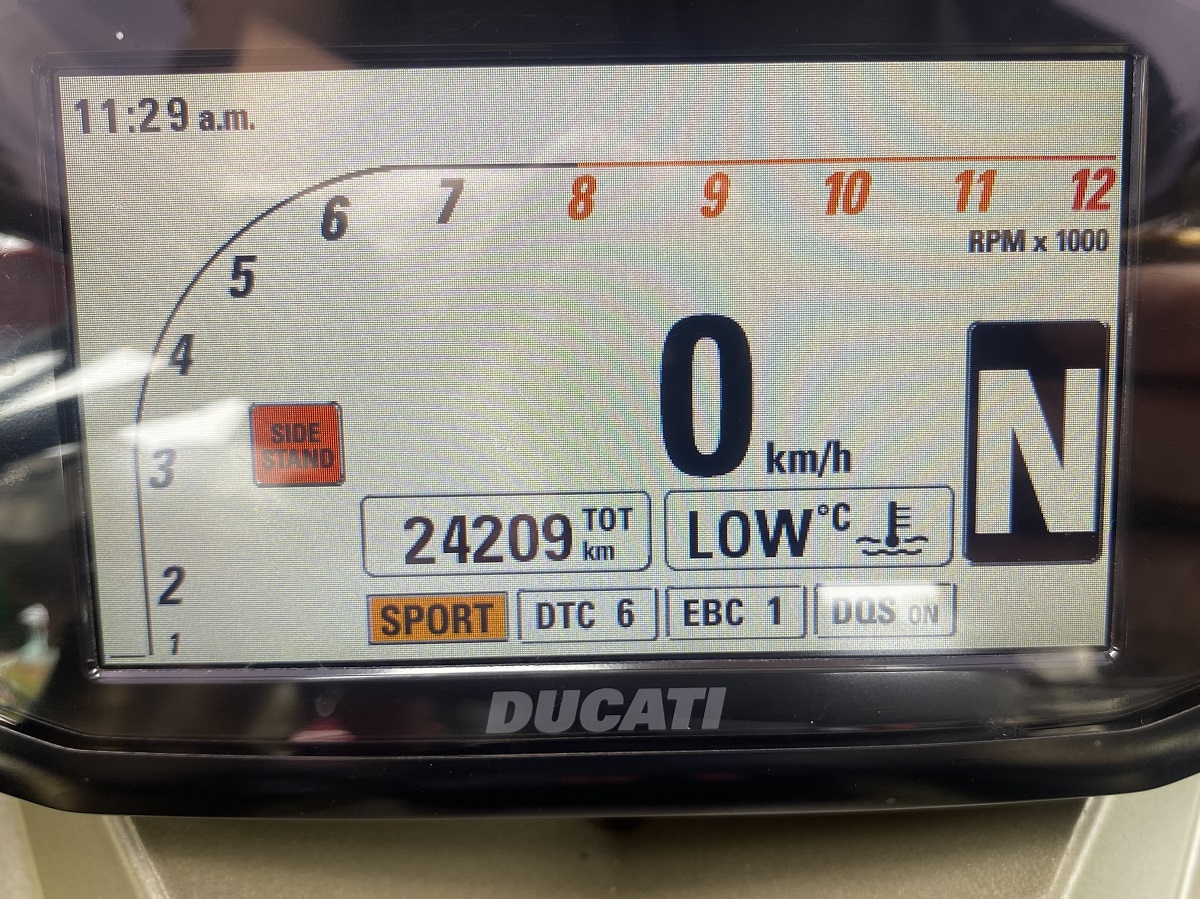 11:29 a.m.
6 7 8 9 10 11 12
RPM x 1000
5
4
3
2
1
SIDE
STAND
0 km/h
N
24209 TOT km
LOW °C
SPORT DTC 6 EBC 1 DQS ON
DUCATI